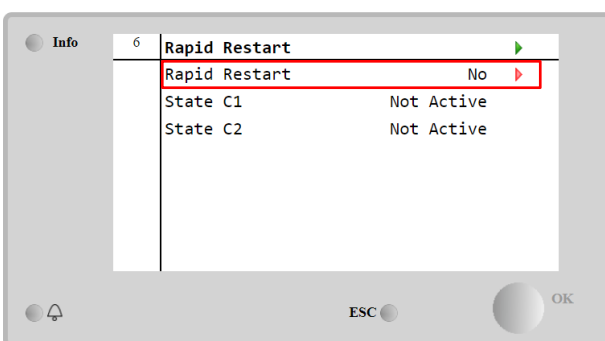 Info
6 Rapid Restart
Rapid Restart No
State C1 Not Active
State C2 Not Active
ESC
OK